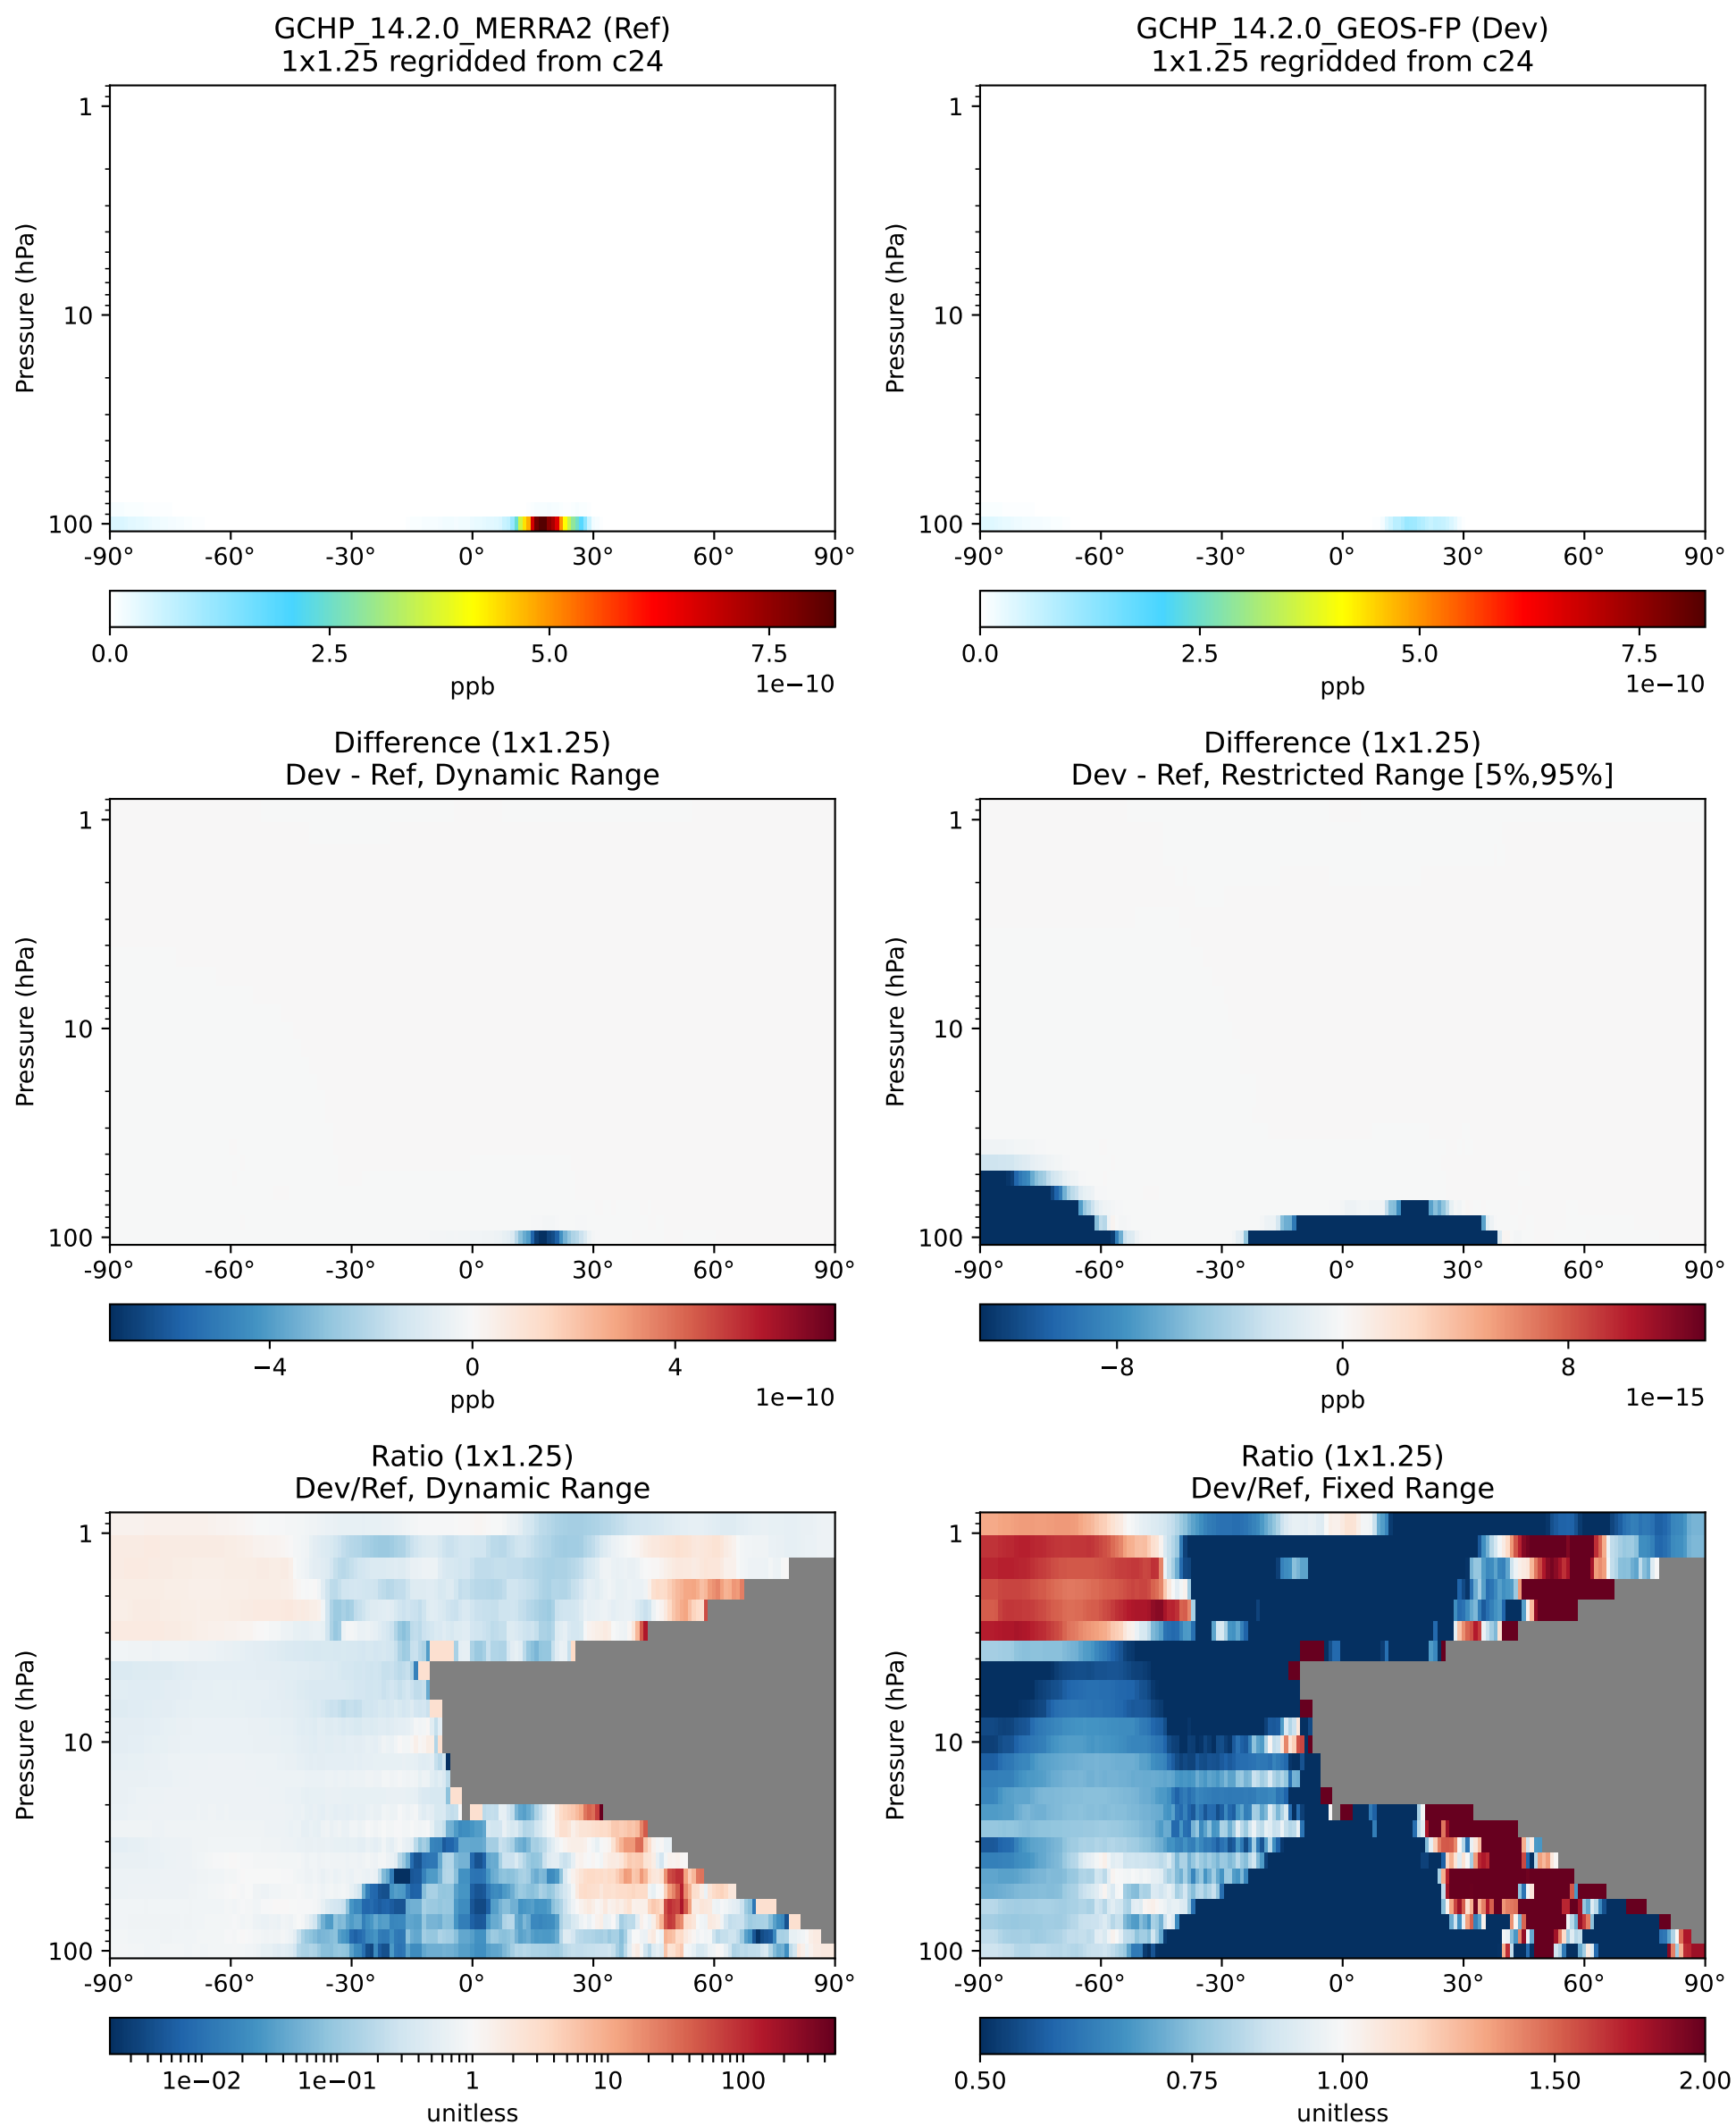 GCHP_14.2.0_MERRA2 (Ref)
1x1.25 regridded from c24
Pressure (hPa)
1
10
100
-90° -60° -30° 0° 30° 60° 90°
0.0 2.5 5.0 7.5
1e−10
ppb
GCHP_14.2.0_GEOS-FP (Dev)
1x1.25 regridded from c24
Pressure (hPa)
1
10
100
-90° -60° -30° 0° 30° 60° 90°
0.0 2.5 5.0 7.5
1e−10
ppb
Difference (1x1.25)
Dev - Ref, Dynamic Range
Pressure (hPa)
1
10
100
-90° -60° -30° 0° 30° 60° 90°
−4 0 4
1e−10
ppb
Difference (1x1.25)
Dev - Ref, Restricted Range [5%,95%]
Pressure (hPa)
1
10
100
-90° -60° -30° 0° 30° 60° 90°
−8 0 8
1e−15
ppb
Ratio (1x1.25)
Dev/Ref, Dynamic Range
Pressure (hPa)
1
10
100
-90° -60° -30° 0° 30° 60° 90°
1e−02 1e−01 1 10 100
unitless
Ratio (1x1.25)
Dev/Ref, Fixed Range
Pressure (hPa)
1
10
100
-90° -60° -30° 0° 30° 60° 90°
0.50 0.75 1.00 1.50 2.00
unitless